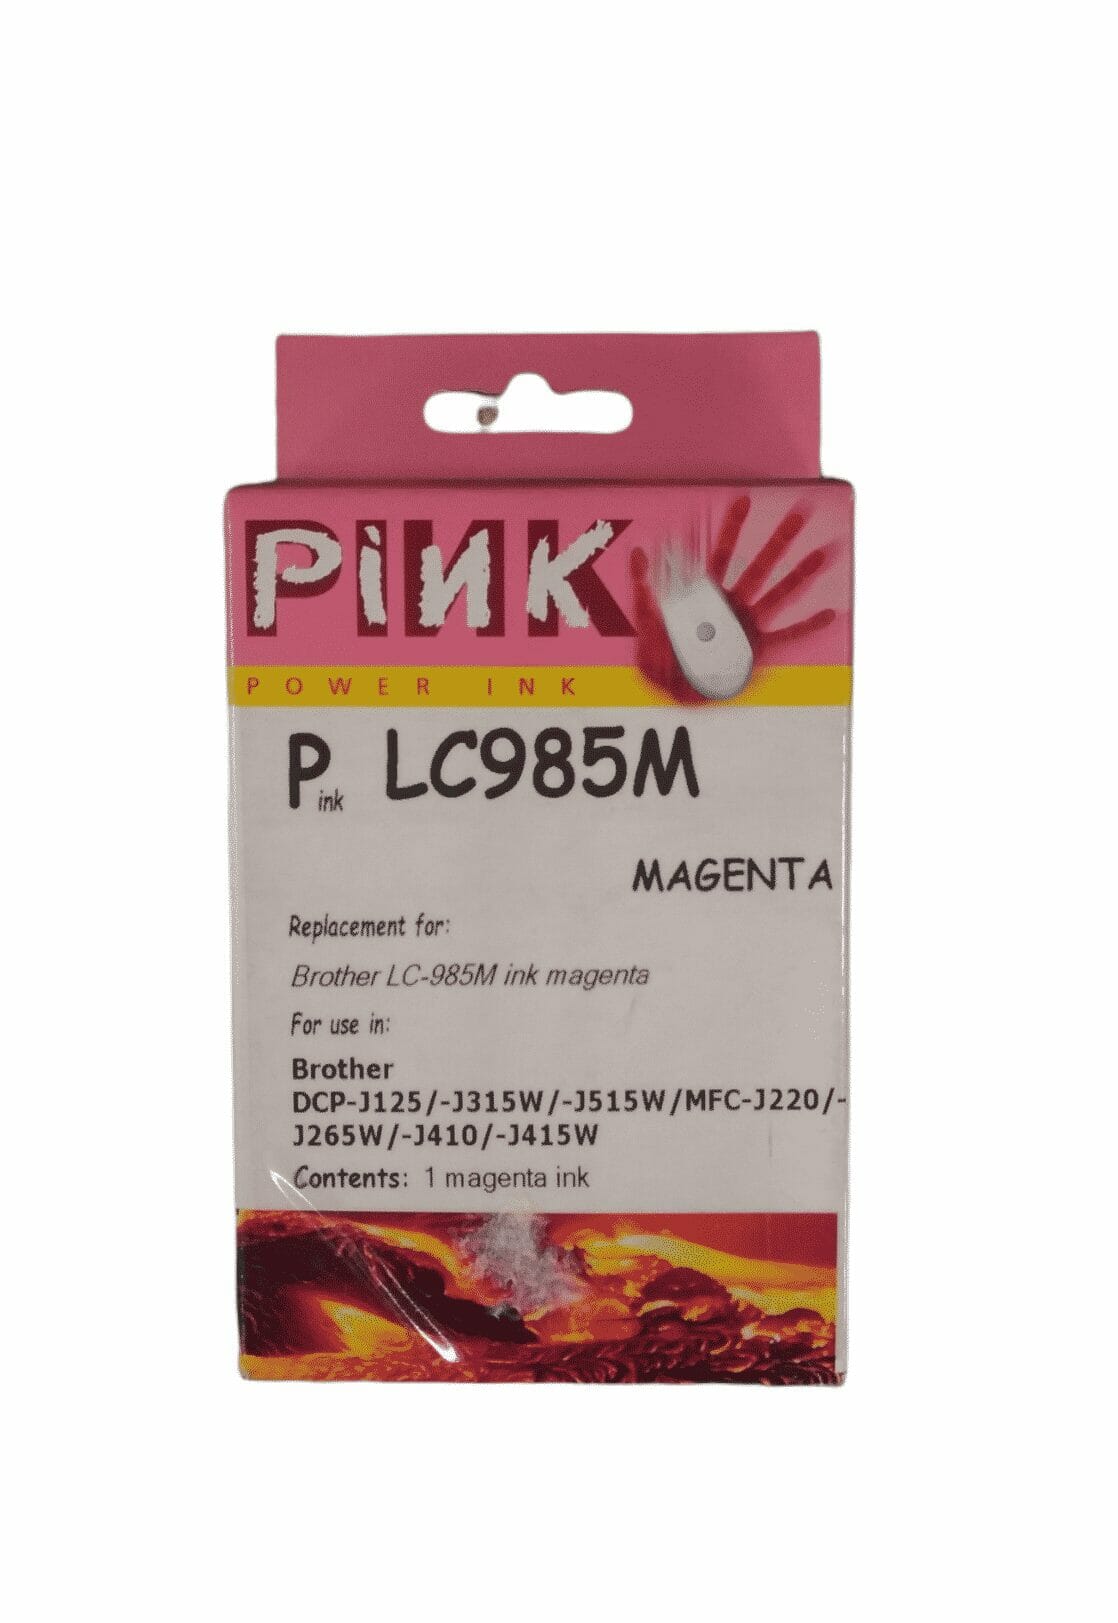 PiNK
POWER INK
Pink LC985M
MAGENTA
Replacement for:
Brother LC-985M ink magenta
For use in:
Brother
DCP-J125/-J315W/-J515W/MFC-J220/-
J265W/-J410/-J415W
Contents: 1 magenta ink